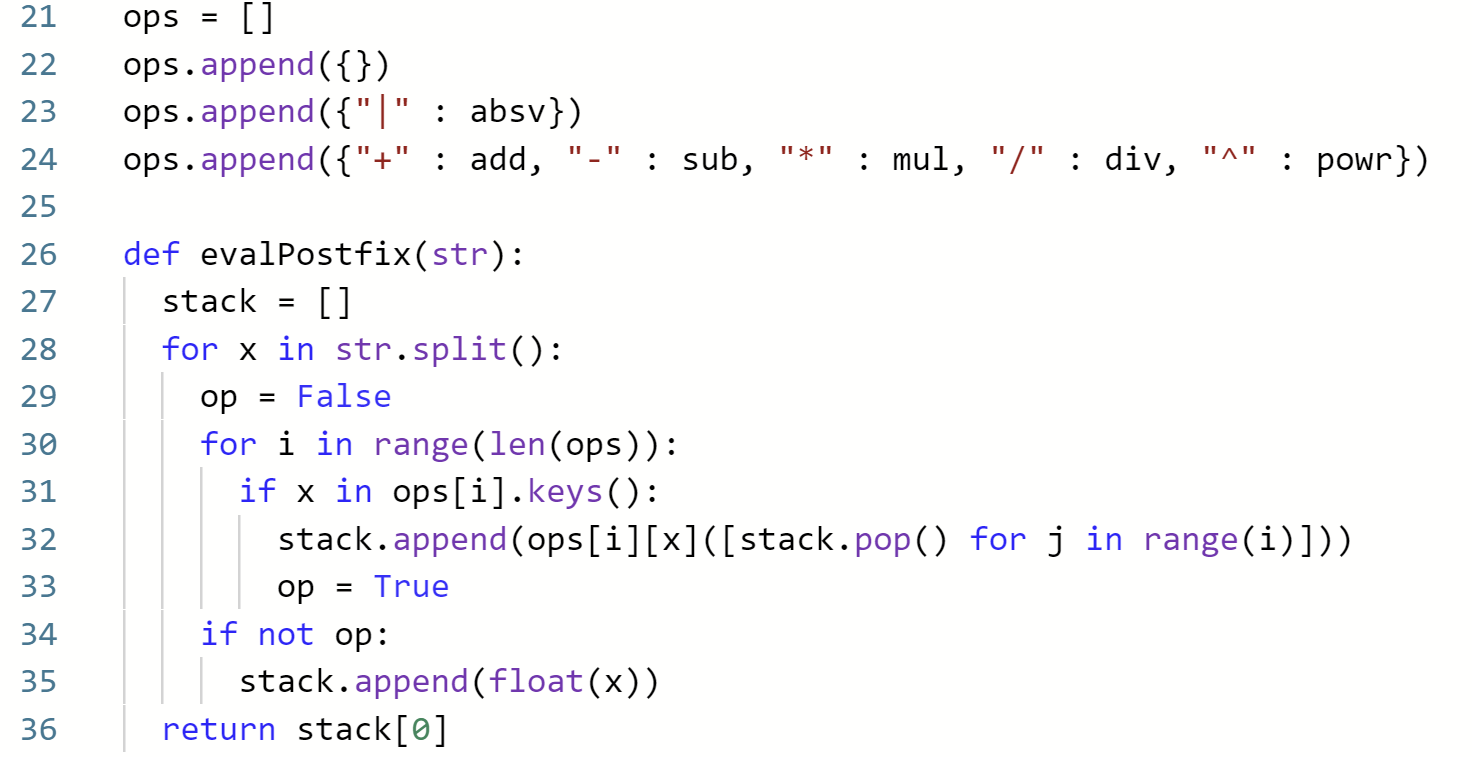 21 ops = []
22 ops.append({})
23 ops.append({"|" : absv})
24 ops.append({"+" : add, "-" : sub, "*" : mul, "/" : div, "^" : powr})
25
26 def evalPostfix(str):
27   stack = []
28   for x in str.split():
29     op = False
30     for i in range(len(ops)):
31       if x in ops[i].keys():
32         stack.append(ops[i][x]([stack.pop() for j in range(i)]))
33         op = True
34     if not op:
35       stack.append(float(x))
36   return stack[0]